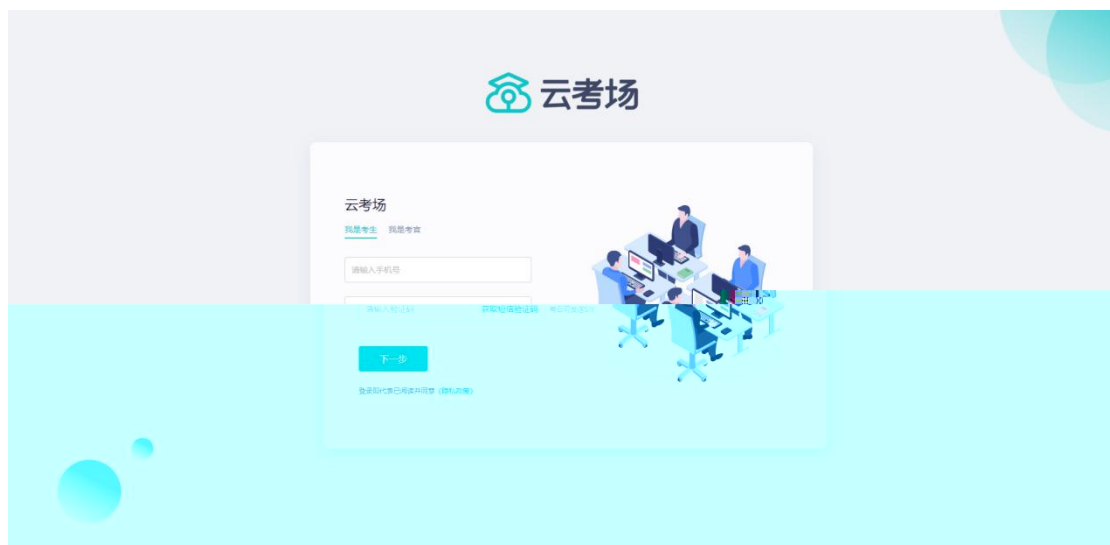 云考场
云考场
我是考生 我是考官
请输入手机号
请输入验证码 获取短信验证码
下一步
登录即代表已阅读并同意《隐私政策》